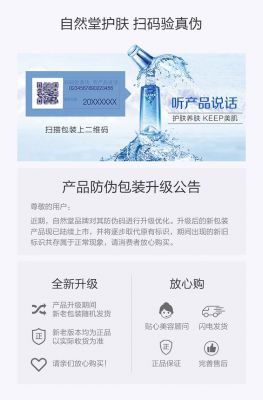 自然堂护肤 扫码验真伪
20XXXXXX
扫描包装上二维码
听产品说话
护肤养肤 KEEP美肌
产品防伪包装升级公告
尊敬的用户：
近期，自然堂品牌对其防伪码进行升级优化。升级后的新包装
产品现已陆续上市，并将逐步取代原有标识，期间出现的新旧
标识共存属于正常现象，请消费者放心购买。
全新升级
产品升级期间
新老包装随机发货
正
新老版本均为正品
以实际收货为准
请亲们放心购买！
放心购
贴心美容顾问
闪电发货
正
正品保证
完善售后